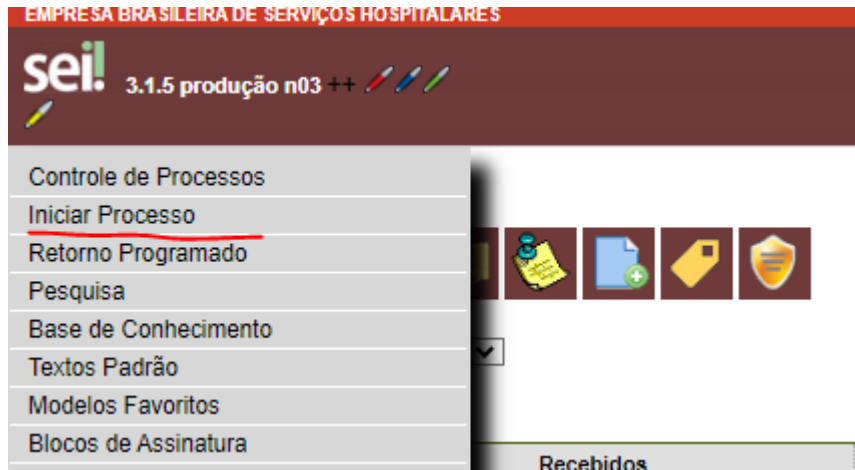 EMPRESA BRASILEIRA DE SERVIÇOS HOSPITALARES
sei! 3.1.5 produção n03 ++
Controle de Processos
Iniciar Processo
Retorno Programado
Pesquisa
Base de Conhecimento
Textos Padrão
Modelos Favoritos
Blocos de Assinatura
Recebidos